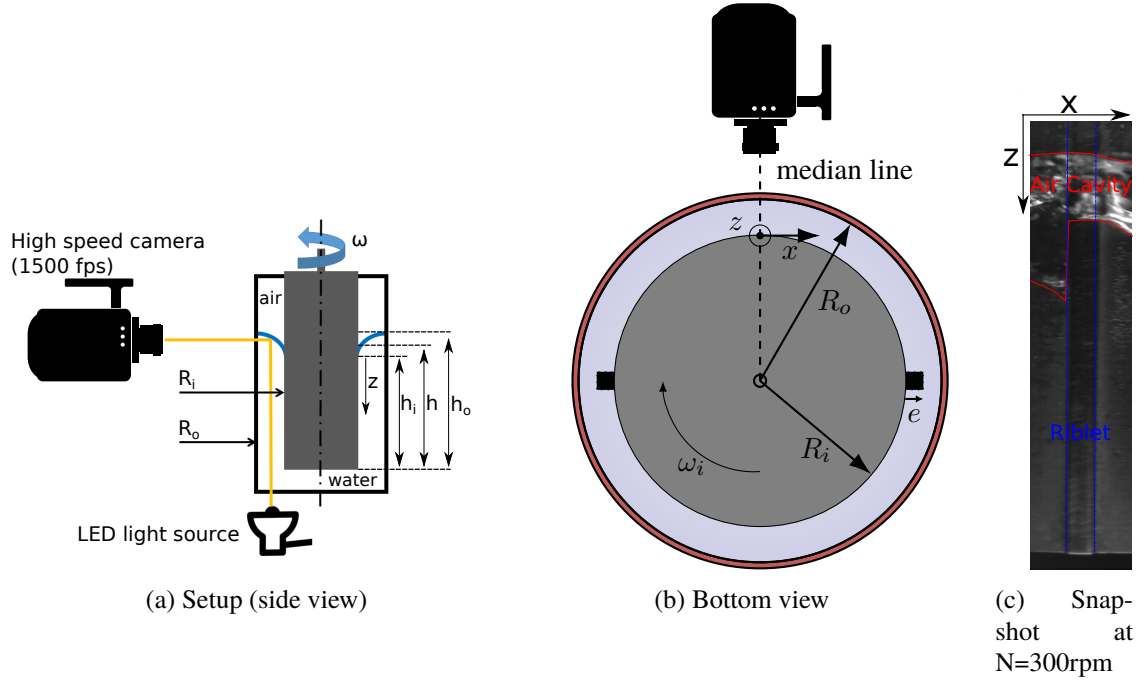 High speed camera
(1500 fps)
ω
air
R_i
R_o
z
h_i
h
h_o
water
LED light source
(a) Setup (side view)
median line
z
x
R_o
e
R_i
ω_i
(b) Bottom view
x
z
Air Cavity
Riblet
(c) Snap-
shot at
N=300rpm